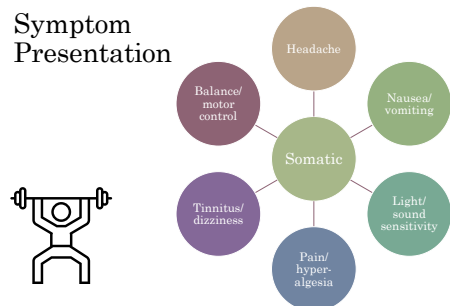 Symptom
Presentation
Headache
Nausea/
vomiting
Light/
sound
sensitivity
Pain/
hyper-
algesia
Tinnitus/
dizziness
Balance/
motor
control
Somatic